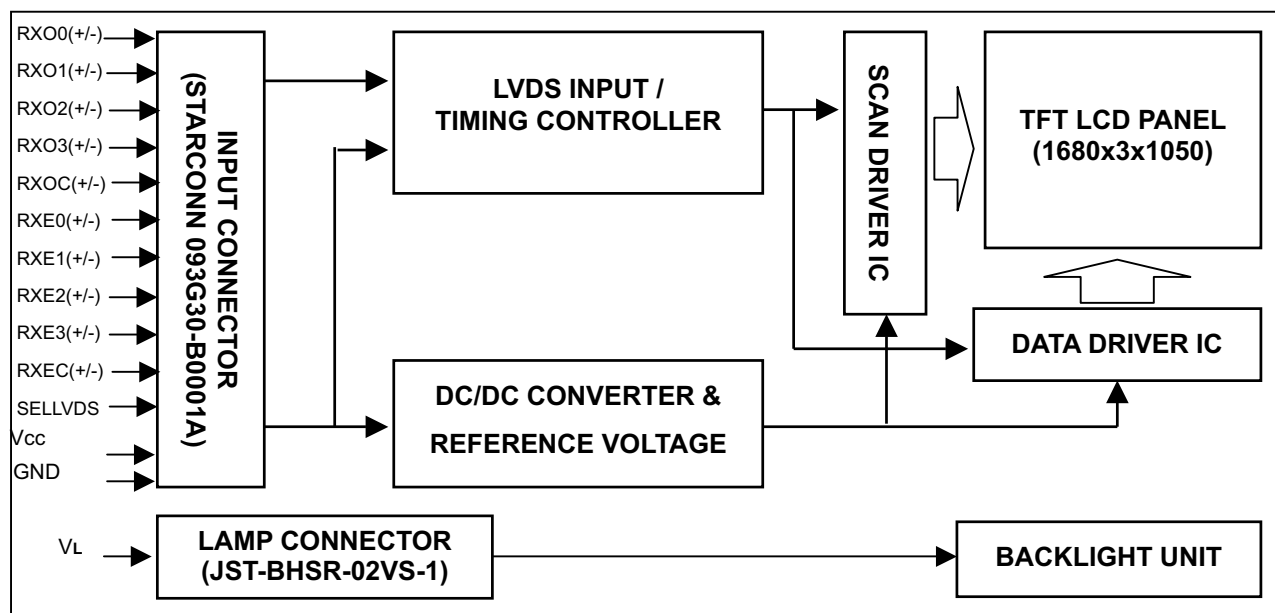 RXO0(+/-)
RXO1(+/-)
RXO2(+/-)
RXO3(+/-)
RXOC(+/-)
RXE0(+/-)
RXE1(+/-)
RXE2(+/-)
RXE3(+/-)
RXEC(+/-)
SELLVDS
Vcc
GND
INPUT CONNECTOR
(STARCONN 093G30-B0001A)
LVDS INPUT /
TIMING CONTROLLER
SCAN DRIVER IC
TFT LCD PANEL
(1680x3x1050)
DATA DRIVER IC
DC/DC CONVERTER &
REFERENCE VOLTAGE
VL
LAMP CONNECTOR
(JST-BHSR-02VS-1)
BACKLIGHT UNIT